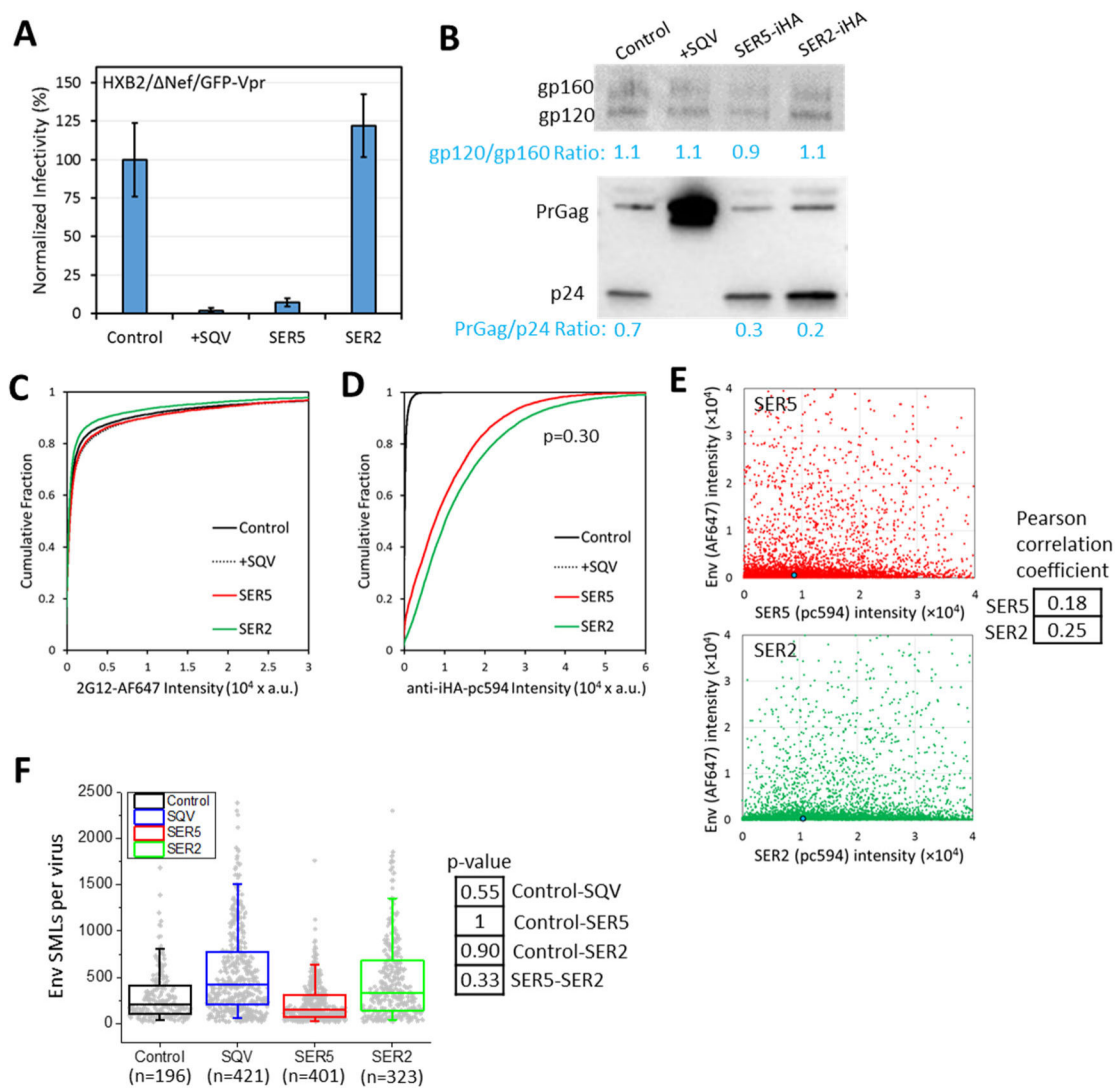 A
HXB2/ΔNef/GFP-Vpr
Normalized Infectivity (%)
150
125
100
75
50
25
0
Control +SQV SER5 SER2
B
Control +SQV SER5-iHA SER2-iHA
gp160
gp120
gp120/gp160 Ratio: 1.1 1.1 0.9 1.1
PrGag
p24
PrGag/p24 Ratio: 0.7 0.3 0.2
C
Cumulative Fraction
1
0.8
0.6
0.4
0.2
0
Control
+SQV
SER5
SER2
0 1 2 3
2G12-AF647 Intensity (10⁴ x a.u.)
D
Cumulative Fraction
1
0.8
0.6
0.4
0.2
0
p=0.30
Control
+SQV
SER5
SER2
0 2 4 6
anti-iHA-pc594 Intensity (10⁴ x a.u.)
E
Env (AF647) intensity (×10⁴)
4
3
2
1
0
SER5
0 1 2 3 4
SER5 (pc594) intensity (×10⁴)
Env (AF647) intensity (×10⁴)
4
3
2
1
0
SER2
0 1 2 3 4
SER2 (pc594) intensity (×10⁴)
Pearson
correlation
coefficient
SER5 0.18
SER2 0.25
F
Env SMLs per virus
2500
2000
1500
1000
500
0
Control
SQV
SER5
SER2
Control SQV SER5 SER2
(n=196) (n=421) (n=401) (n=323)
p-value
0.55 Control-SQV
1 Control-SER5
0.90 Control-SER2
0.33 SER5-SER2